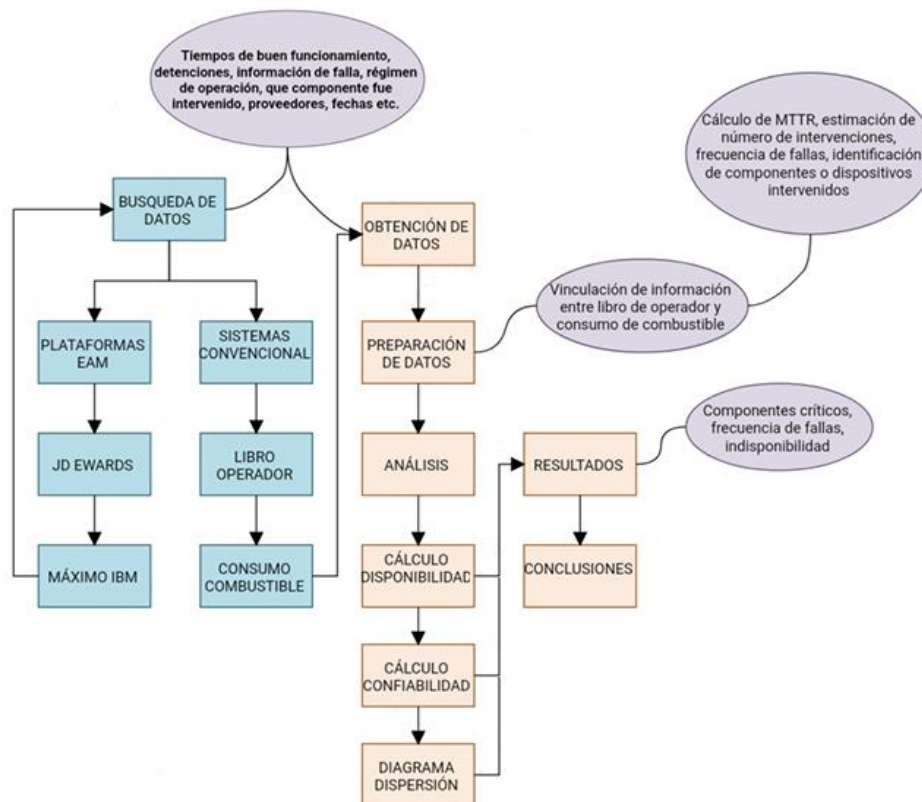 Tiempos de buen funcionamiento,
detenciones, información de falla, régimen
de operación, que componente fue
intervenido, proveedores, fechas etc.
Cálculo de MTTR, estimación de
número de intervenciones,
frecuencia de fallas, identificación
de componentes o dispositivos
intervenidos
BUSQUEDA DE
DATOS
OBTENCIÓN DE
DATOS
Vinculación de información
entre libro de operador y
consumo de combustible
PLATAFORMAS
EAM
SISTEMAS
CONVENCIONAL
PREPARACIÓN
DE DATOS
Componentes críticos,
frecuencia de fallas,
indisponibilidad
JD EWARDS
LIBRO
OPERADOR
ANÁLISIS
RESULTADOS
MÁXIMO IBM
CONSUMO
COMBUSTIBLE
CÁLCULO
DISPONIBILIDAD
CONCLUSIONES
CÁLCULO
CONFIABILIDAD
DIAGRAMA
DISPERSIÓN